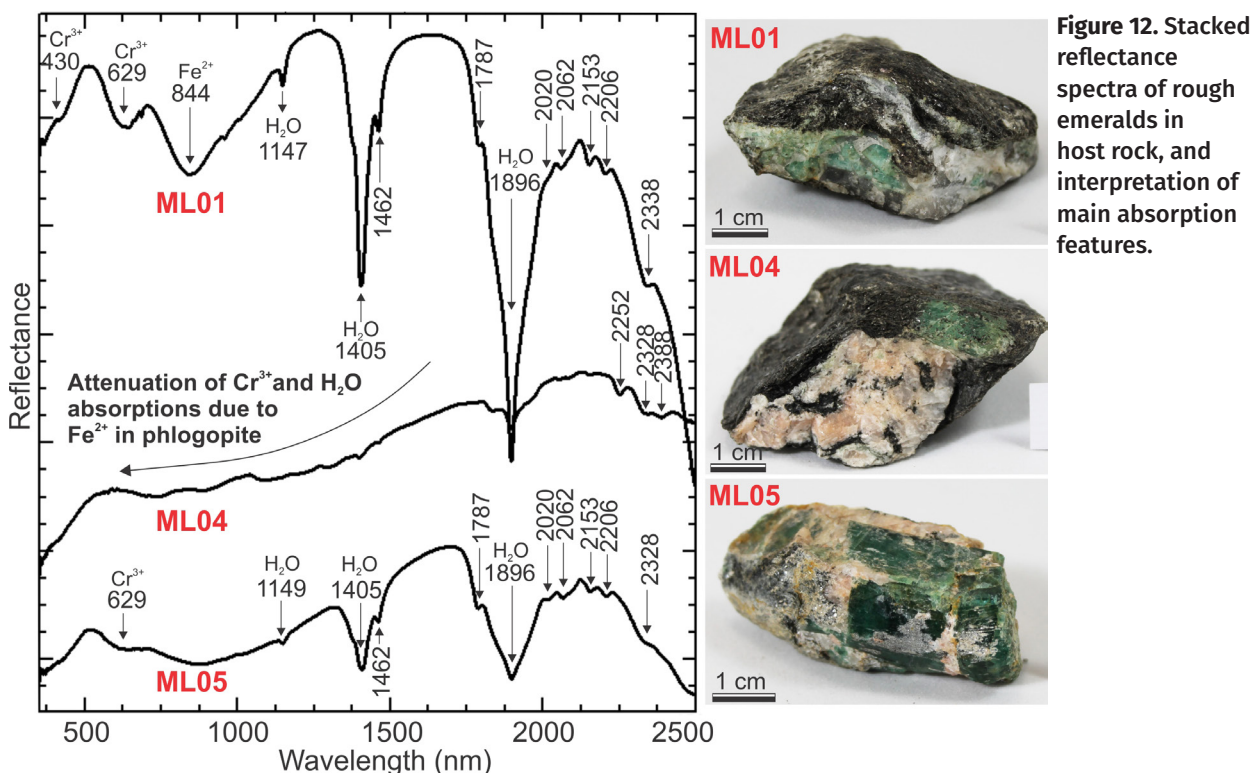 Cr³⁺
430
Cr³⁺
629
Fe²⁺
844
H₂O
1147
ML01
H₂O
1405
1462
1787
H₂O
1896
2020
2062
2153
2206
2338
Attenuation of Cr³⁺and H₂O
absorptions due to
Fe²⁺ in phlogopite
ML04
2252
2328
2388
Cr³⁺
629
H₂O
1149
H₂O
1405
1462
1787
H₂O
1896
2020
2062
2153
2206
2328
ML05
Reflectance
500
1000
1500
2000
2500
Wavelength (nm)
ML01
1 cm
ML04
1 cm
ML05
1 cm
Figure 12. Stacked
reflectance
spectra of rough
emeralds in
host rock, and
interpretation of
main absorption
features.